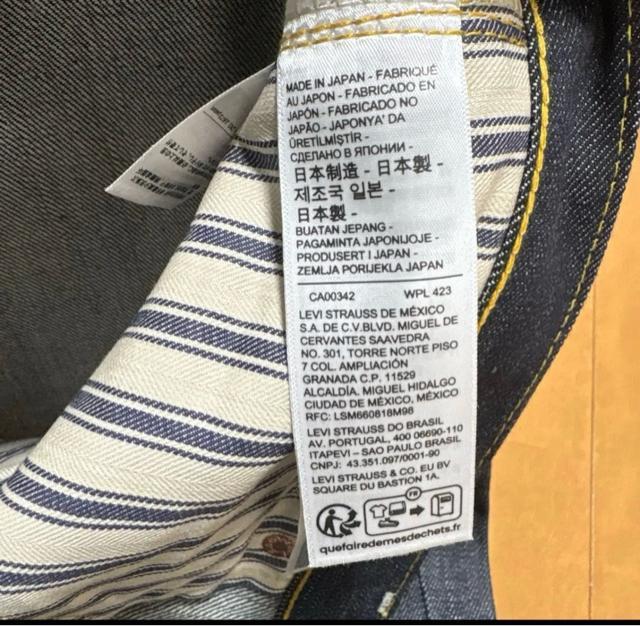 MADE IN JAPAN - FABRIQUÉ
AU JAPON - FABRICADO EN
JAPÓN - FABRICADO NO
JAPÃO - JAPONYA' DA
ÜRETİLMİŞTİR -
СДЕЛАНО В ЯПОНИИ -
日本制造 - 日本製 -
제조국 일본 -
日本製 -
BUATAN JEPANG -
PAGAMINTA JAPONIJOJE -
PRODUSERT I JAPAN -
ZEMLJA PORIJEKLA JAPAN
CA00342 WPL 423
LEVI STRAUSS DE MÉXICO
S.A. DE C.V.BLVD. MIGUEL DE
CERVANTES SAAVEDRA
NO. 301, TORRE NORTE PISO
7 COL. AMPLIACIÓN
GRANADA C.P. 11529
ALCALDÍA. MIGUEL HIDALGO
CIUDAD DE MÉXICO, MÉXICO
RFC: LSM660818M98
LEVI STRAUSS DO BRASIL
AV. PORTUGAL, 400 06690-110
ITAPEVI – SAO PAULO BRASIL
CNPJ: 43.351.097/0001-90
LEVI STRAUSS & CO. EU BV
SQUARE DU BASTION 1A.
FR
quefairedemesdechets.fr